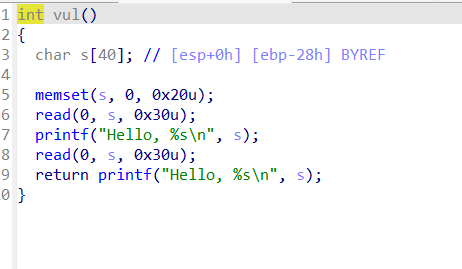 1 int vul()
2 {
3   char s[40]; // [esp+0h] [ebp-28h] BYREF
4
5   memset(s, 0, 0x20u);
6   read(0, s, 0x30u);
7   printf("Hello, %s\n", s);
8   read(0, s, 0x30u);
9   return printf("Hello, %s\n", s);
0 }